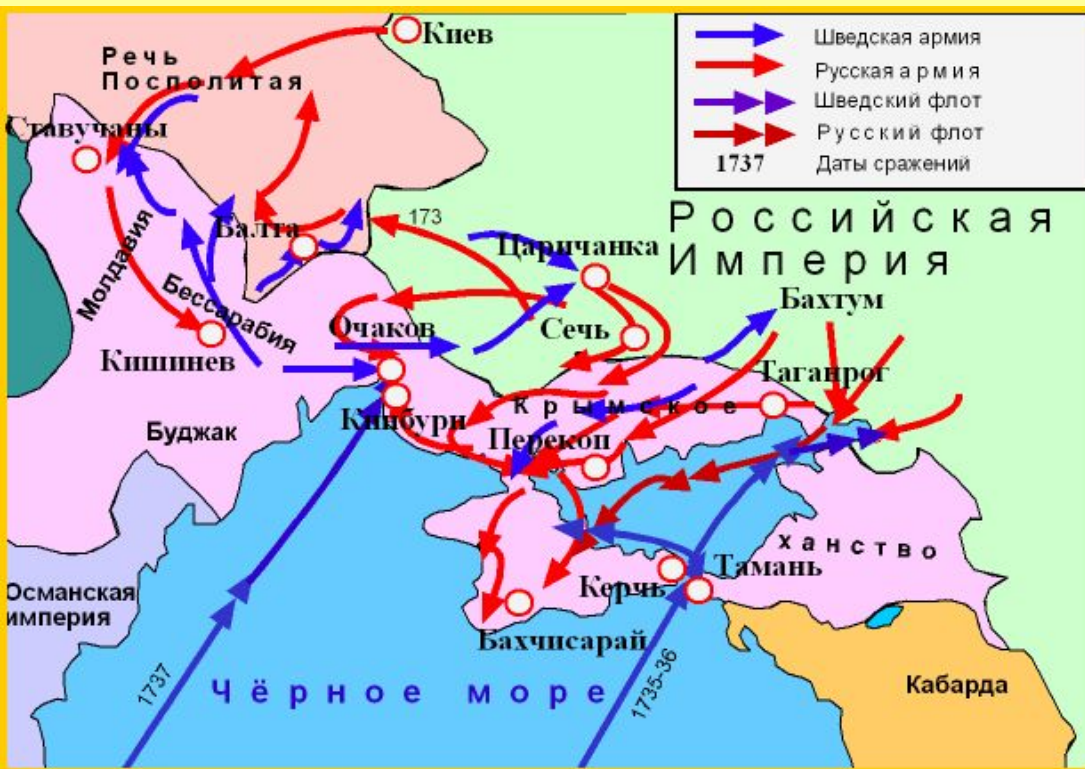 Киев
Речь
Посполитая
Ставучаны
Шведская армия
Русская армия
Шведский флот
Русский флот
1737 Даты сражений
Российская
Империя
173
Балта
Царичанка
Молдавия
Бессарабия
Бахтум
Очаков
Сечь
Кишинев
Таганрог
Крымское
Кинбури
Буджак
Перекоп
ханство
Тамань
Керчь
Османская
империя
Бахчисарай
1737
1735-36
Чёрное море
Кабарда